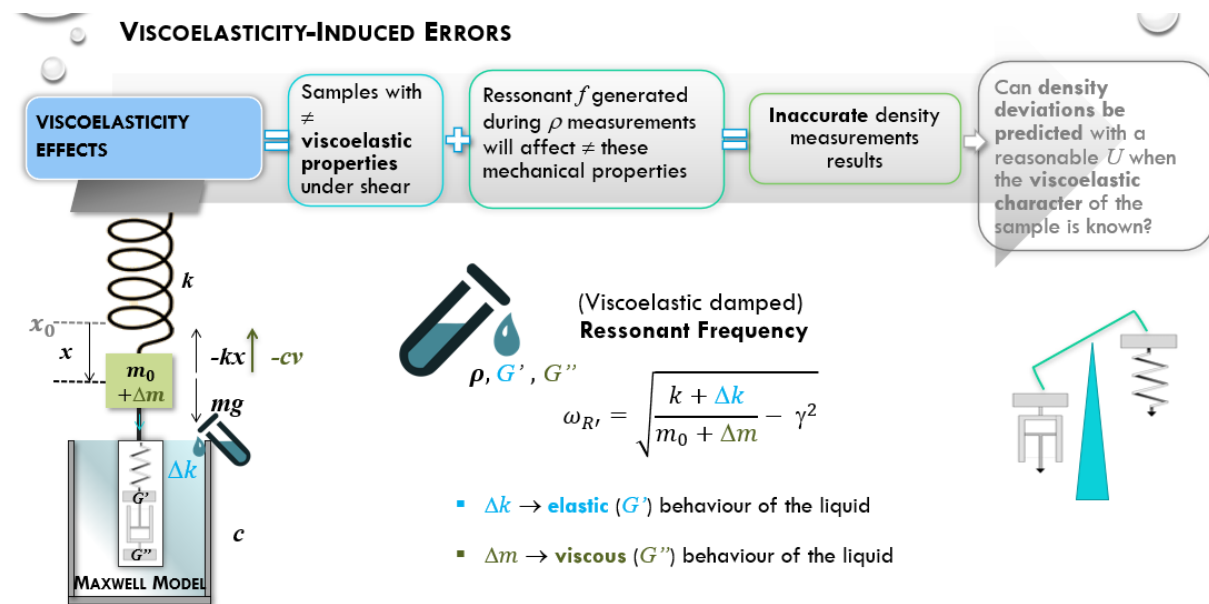 VISCOELASTICITY-INDUCED ERRORS
VISCOELASTICITY
EFFECTS
=
Samples with
≠
viscoelastic
properties
under shear
+
Ressonant f generated
during ρ measurements
will affect ≠ these
mechanical properties
=
Inaccurate density
measurements
results
Can density
deviations be
predicted with a
reasonable U when
the viscoelastic
character of the
sample is known?
k
x₀
x
-kx
-cv
m₀
+Δm
mg
Δk
G'
G''
c
MAXWELL MODEL
(Viscoelastic damped)
Ressonant Frequency
ρ, G' , G''
ω_R' = √((k + Δk)/(m₀ + Δm) − γ²)
▪ Δk → elastic (G') behaviour of the liquid
▪ Δm → viscous (G'') behaviour of the liquid